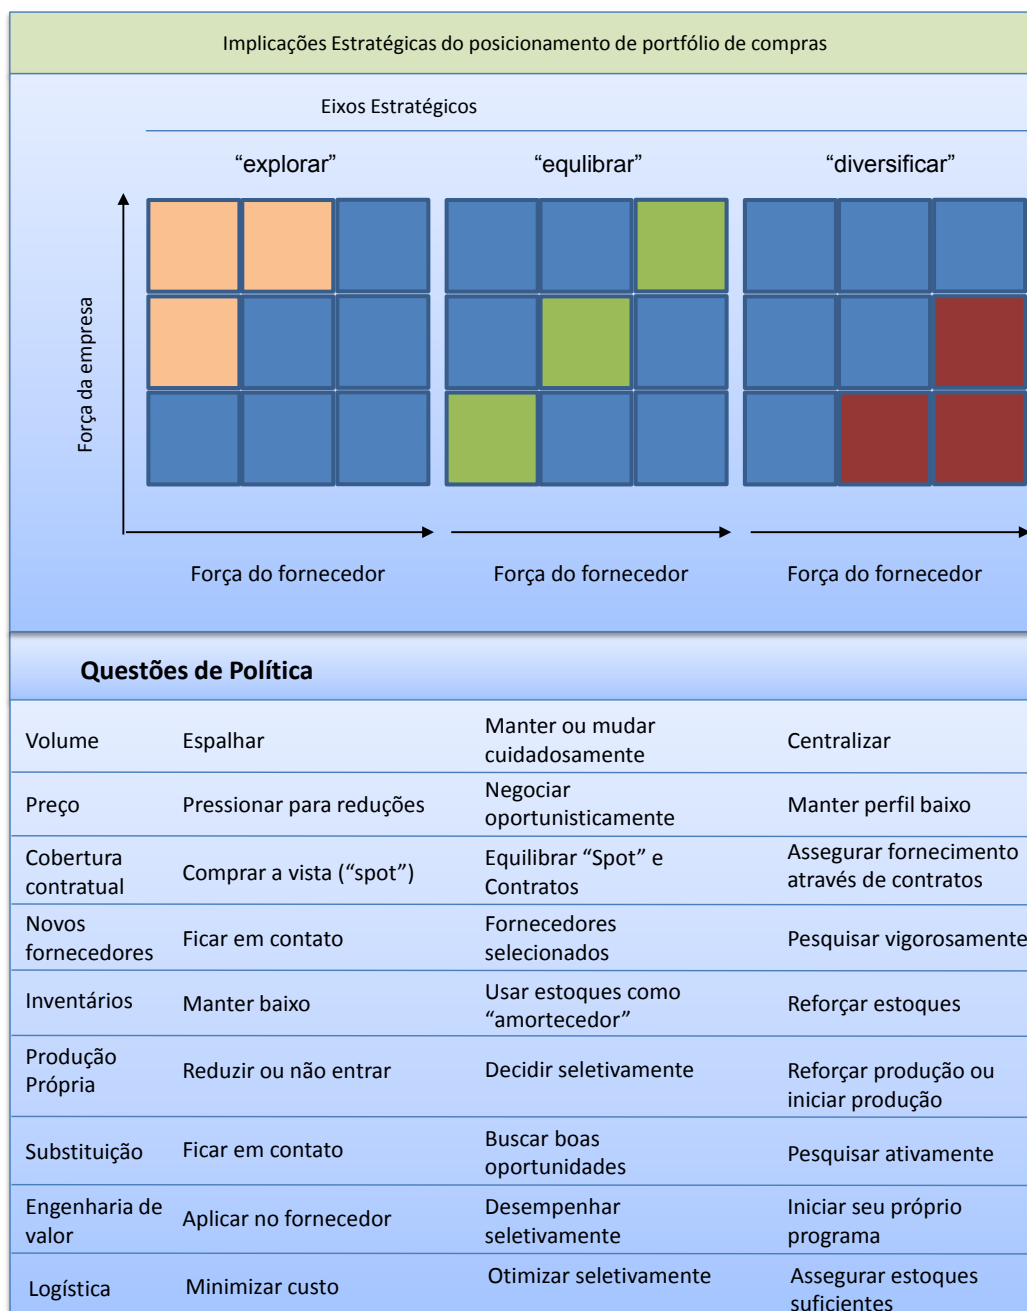 Implicações Estratégicas do posicionamento de portfólio de compras
Eixos Estratégicos
“explorar”
“equlibrar”
“diversificar”
Força da empresa
Força do fornecedor
Força do fornecedor
Força do fornecedor
Questões de Política
Volume
Espalhar
Manter ou mudar
cuidadosamente
Centralizar
Preço
Pressionar para reduções
Negociar
oportunisticamente
Manter perfil baixo
Cobertura
contratual
Comprar a vista (“spot”)
Equilibrar “Spot” e
Contratos
Assegurar fornecimento
através de contratos
Novos
fornecedores
Ficar em contato
Fornecedores
selecionados
Pesquisar vigorosamente
Inventários
Manter baixo
Usar estoques como
“amortecedor”
Reforçar estoques
Produção
Própria
Reduzir ou não entrar
Decidir seletivamente
Reforçar produção ou
iniciar produção
Substituição
Ficar em contato
Buscar boas
oportunidades
Pesquisar ativamente
Engenharia de
valor
Aplicar no fornecedor
Desempenhar
seletivamente
Iniciar seu próprio
programa
Logística
Minimizar custo
Otimizar seletivamente
Assegurar estoques
suficientes